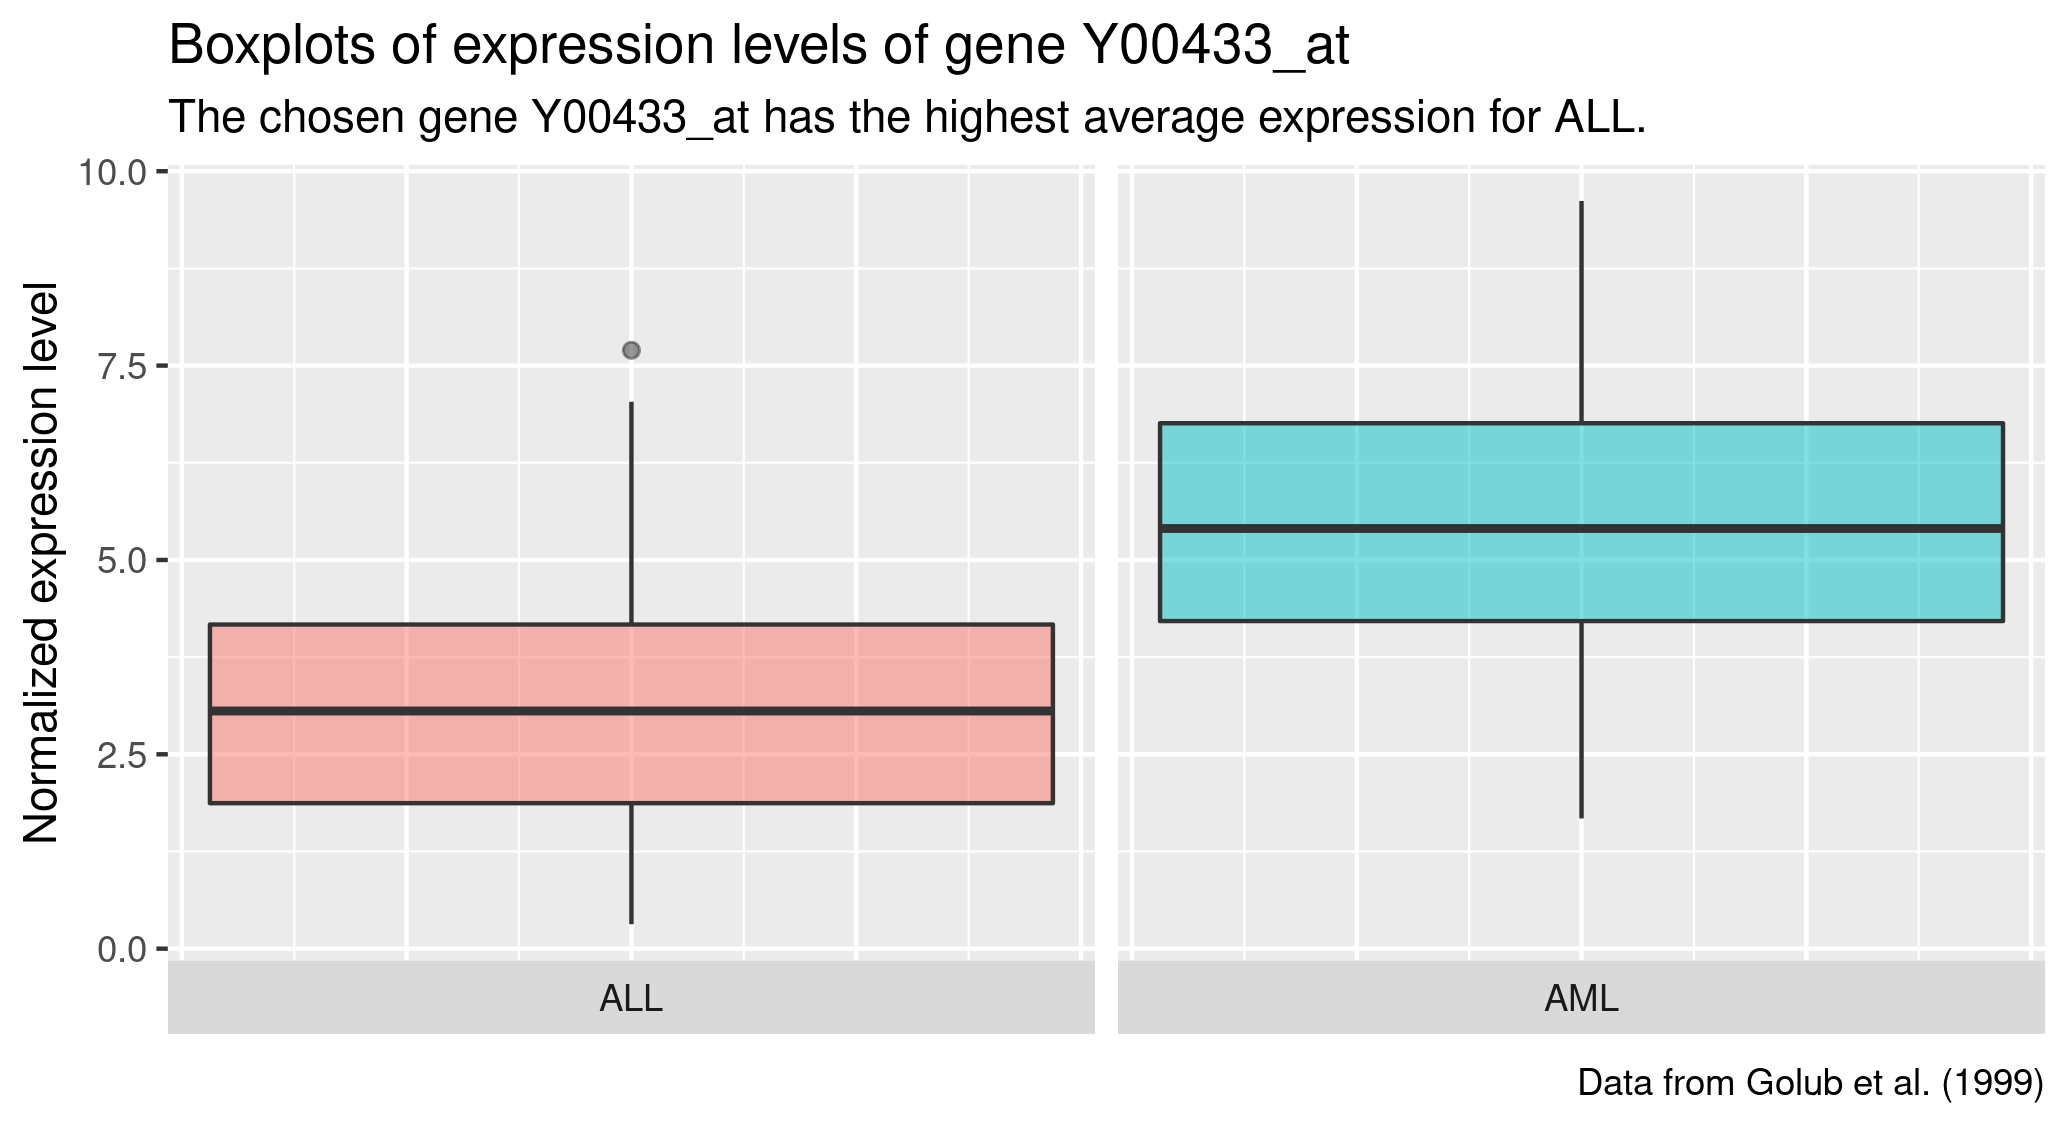 Boxplots of expression levels of gene Y00433_at
The chosen gene Y00433_at has the highest average expression for ALL.
Normalized expression level
10.0
7.5
5.0
2.5
0.0
ALL
AML
Data from Golub et al. (1999)